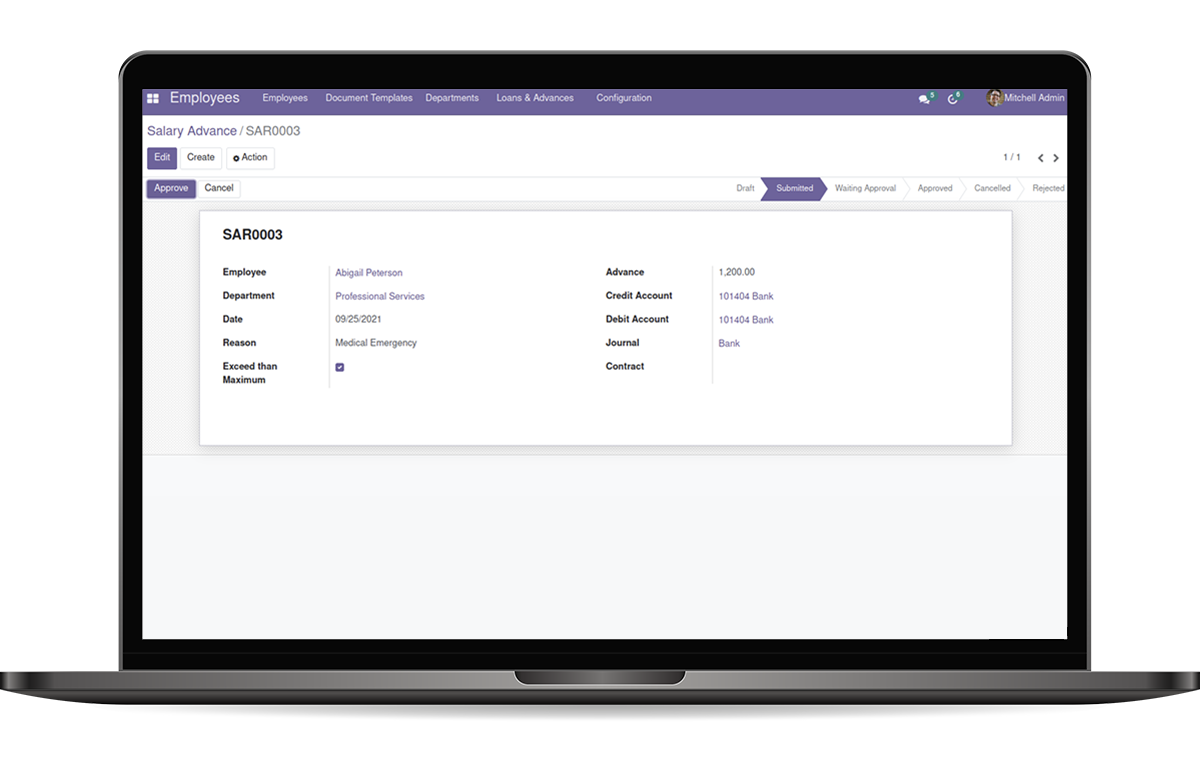 Employees Employees Document Templates Departments Loans & Advances Configuration 5 6 Mitchell Admin
Salary Advance / SAR0003
Edit Create Action 1 / 1
Approve Cancel Draft Submitted Waiting Approval Approved Cancelled Rejected
SAR0003
Employee Abigail Peterson Advance 1,200.00
Department Professional Services Credit Account 101404 Bank
Date 09/25/2021 Debit Account 101404 Bank
Reason Medical Emergency Journal Bank
Exceed than Contract
Maximum